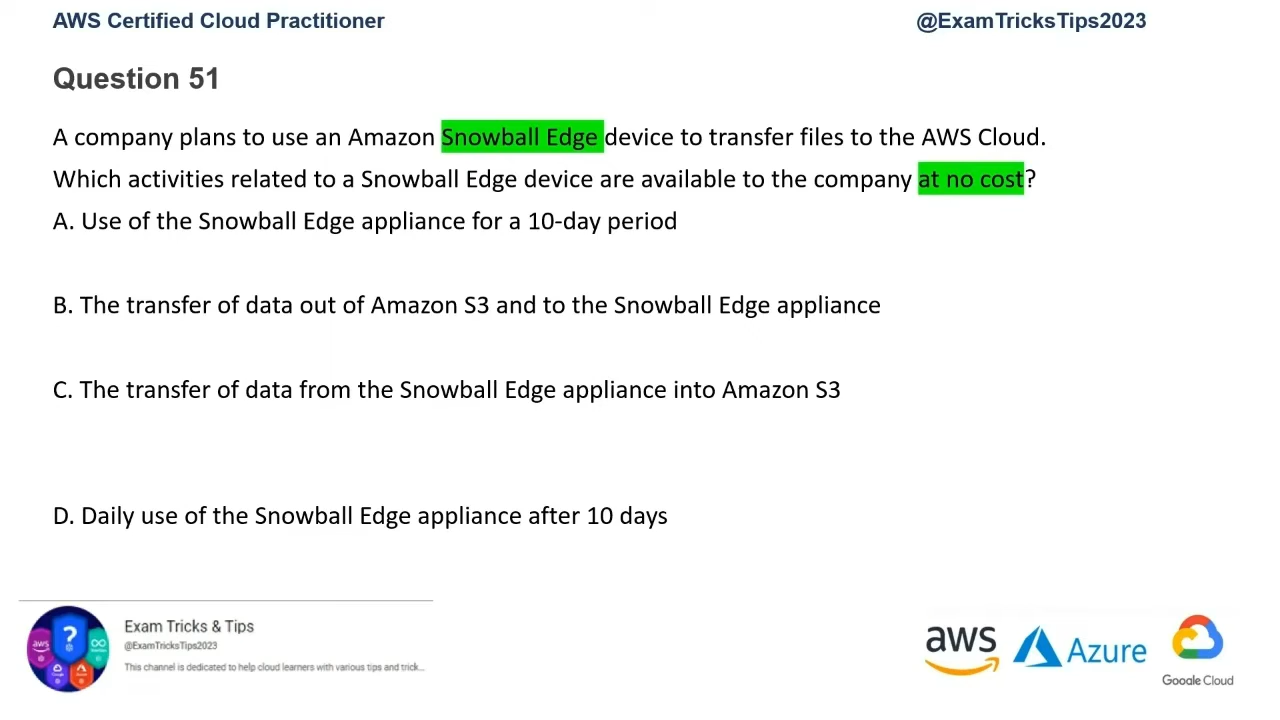 AWS Certified Cloud Practitioner
@ExamTricksTips2023
Question 51
A company plans to use an Amazon Snowball Edge device to transfer files to the AWS Cloud.
Which activities related to a Snowball Edge device are available to the company at no cost?
A. Use of the Snowball Edge appliance for a 10-day period
B. The transfer of data out of Amazon S3 and to the Snowball Edge appliance
C. The transfer of data from the Snowball Edge appliance into Amazon S3
D. Daily use of the Snowball Edge appliance after 10 days
aws
?
Exam Tricks & Tips
@ExamTricksTips2023
This channel is dedicated to help cloud learners with various tips and trick...
aws
Azure
Google Cloud